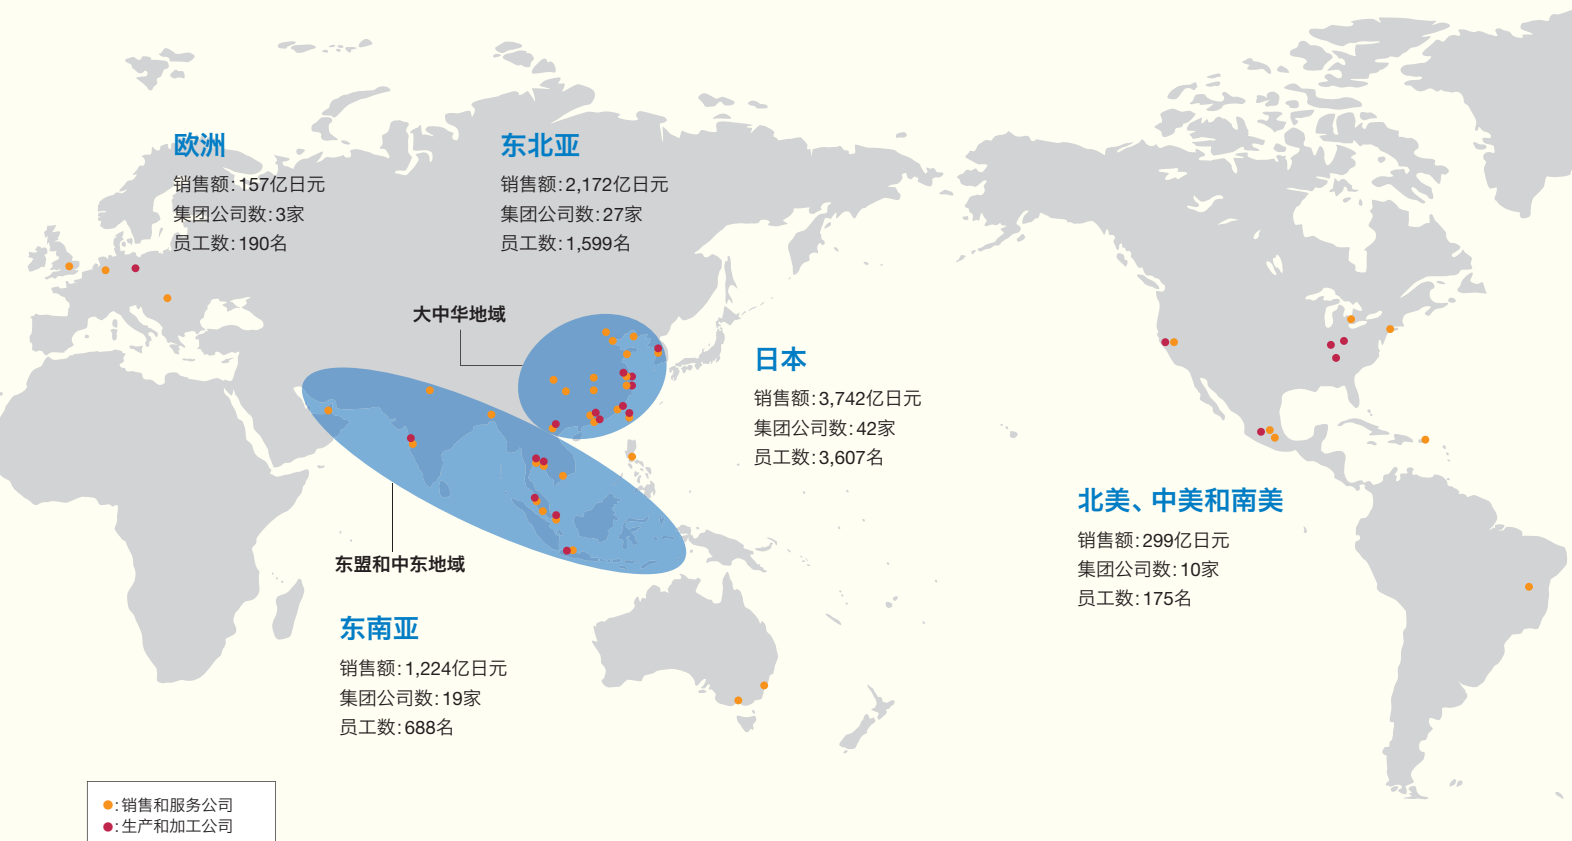 欧洲
销售额:157亿日元
集团公司数:3家
员工数:190名
东北亚
销售额:2,172亿日元
集团公司数:27家
员工数:1,599名
大中华地域
日本
销售额:3,742亿日元
集团公司数:42家
员工数:3,607名
北美、中美和南美
销售额:299亿日元
集团公司数:10家
员工数:175名
东盟和中东地域
东南亚
销售额:1,224亿日元
集团公司数:19家
员工数:688名
●:销售和服务公司
●:生产和加工公司